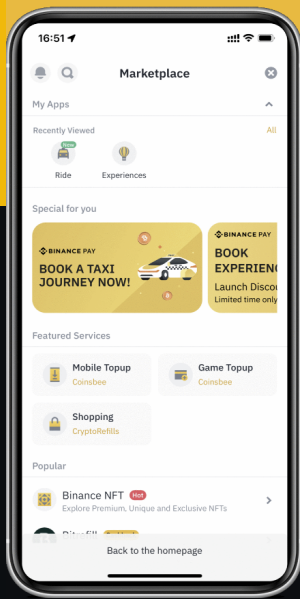 16:51
Marketplace
My Apps
Recently Viewed
All
New
Ride
Experiences
Special for you
BINANCE PAY
BOOK A TAXI
JOURNEY NOW!
BINANCE PAY
BOOK
EXPERIEN
Launch Discou
Limited time only
Featured Services
Mobile Topup
Coinsbee
Game Topup
Coinsbee
Shopping
CryptoRefills
Popular
Binance NFT Hot
Explore Premium, Unique and Exclusive NFTs
Back to the homepage